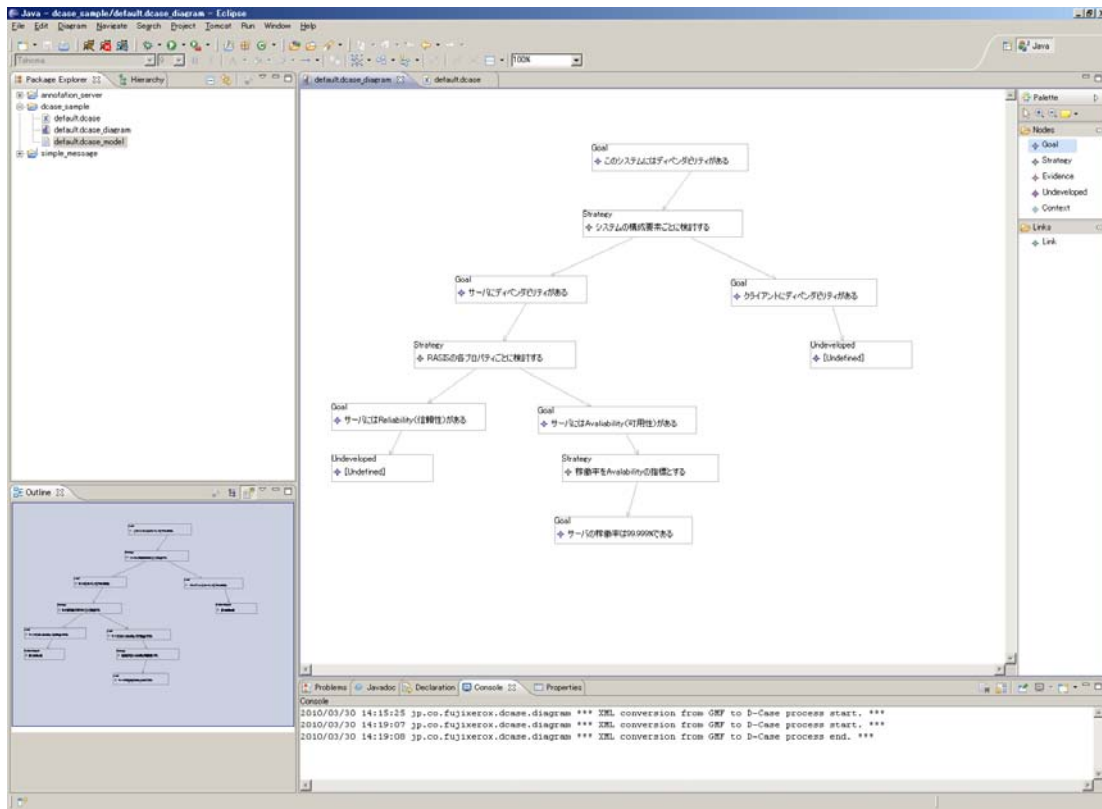 Java - dcase_sample/default.dcase_diagram - Eclipse
File Edit Diagram Navigate Search Project Tomcat Run Window Help
Tahoma
9
100%
Java
Package Explorer
Hierarchy
annotation_server
dcase_sample
default.dcase
default.dcase_diagram
default.dcase_model
simple_message
default.dcase_diagram
default.dcase
Goal
このシステムにはディペンダビリティがある
Strategy
システムの構成要素ごとに検討する
Goal
サーバにディペンダビリティがある
Goal
クライアントにディペンダビリティがある
Strategy
RASISの各プロパティごとに検討する
Undeveloped
[Undefined]
Goal
サーバにはReliability(信頼性)がある
Goal
サーバにはAvaliability(可用性)がある
Undeveloped
[Undefined]
Strategy
稼働率をAvalabilityの指標とする
Goal
サーバの稼働率は99.999%である
Palette
Nodes
Goal
Strategy
Evidence
Undeveloped
Context
Links
Link
Outline
Problems
Javadoc
Declaration
Console
Properties
Console
2010/03/30 14:15:25 jp.co.fujixerox.dcase.diagram *** XML conversion from GMF to D-Case process start. ***
2010/03/30 14:19:07 jp.co.fujixerox.dcase.diagram *** XML conversion from GMF to D-Case process start. ***
2010/03/30 14:19:08 jp.co.fujixerox.dcase.diagram *** XML conversion from GMF to D-Case process end. ***